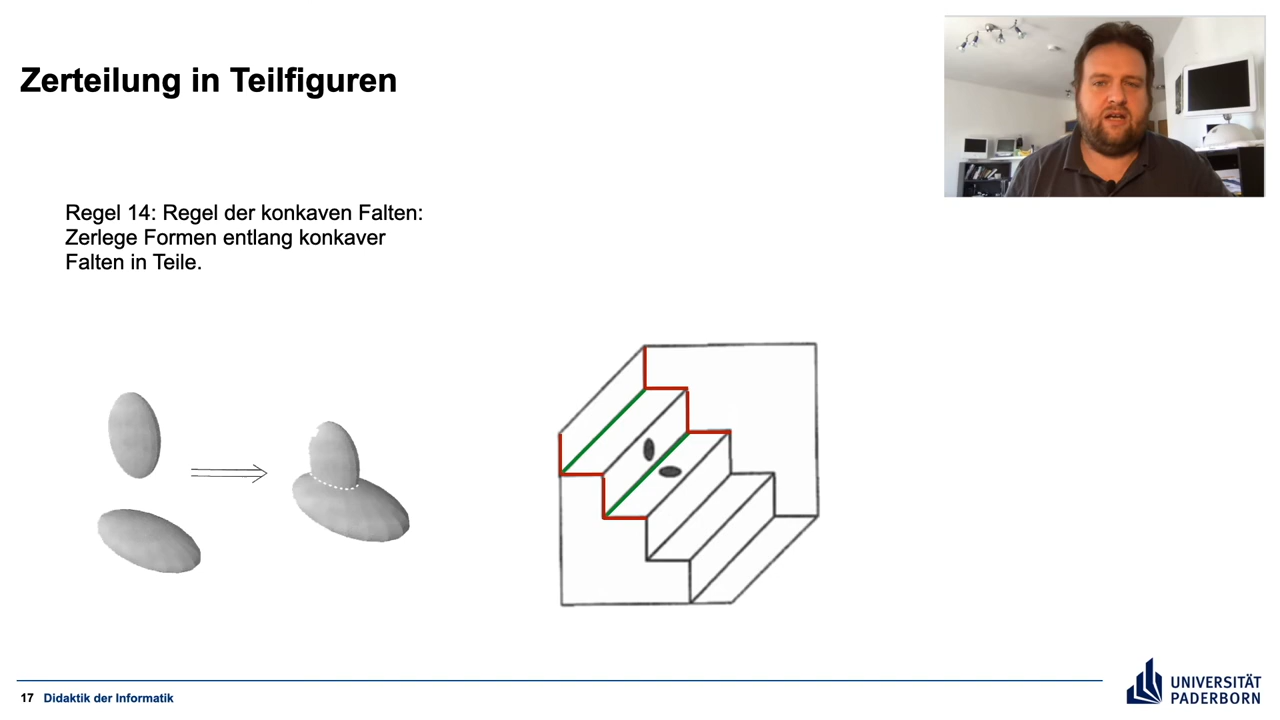 Zerteilung in Teilfiguren
Regel 14: Regel der konkaven Falten:
Zerlege Formen entlang konkaver
Falten in Teile.
17 Didaktik der Informatik
UNIVERSITÄT
PADERBORN